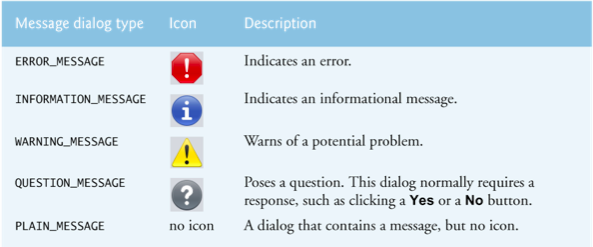 Message dialog type Icon Description
ERROR_MESSAGE ! Indicates an error.
INFORMATION_MESSAGE i Indicates an informational message.
WARNING_MESSAGE ! Warns of a potential problem.
QUESTION_MESSAGE ? Poses a question. This dialog normally requires a
response, such as clicking a Yes or a No button.
PLAIN_MESSAGE no icon A dialog that contains a message, but no icon.